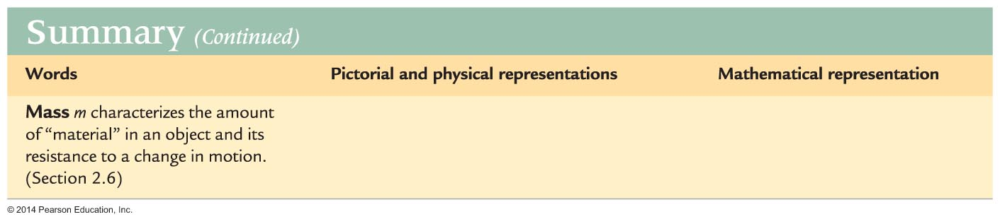 Summary (Continued)
Words Pictorial and physical representations Mathematical representation
Mass m characterizes the amount
of “material” in an object and its
resistance to a change in motion.
(Section 2.6)
© 2014 Pearson Education, Inc.